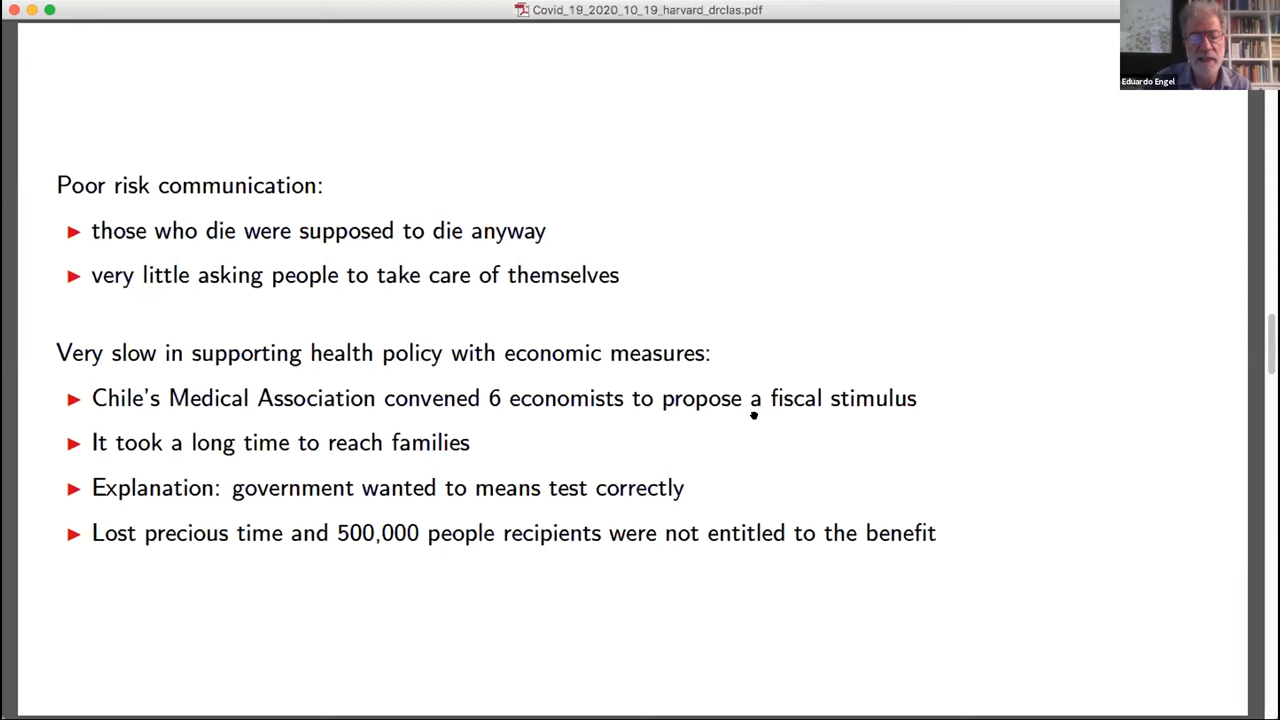 Covid_19_2020_10_19_harvard_drclas.pdf
Eduardo Engel
Poor risk communication:
► those who die were supposed to die anyway
► very little asking people to take care of themselves
Very slow in supporting health policy with economic measures:
► Chile's Medical Association convened 6 economists to propose a fiscal stimulus
► It took a long time to reach families
► Explanation: government wanted to means test correctly
► Lost precious time and 500,000 people recipients were not entitled to the benefit